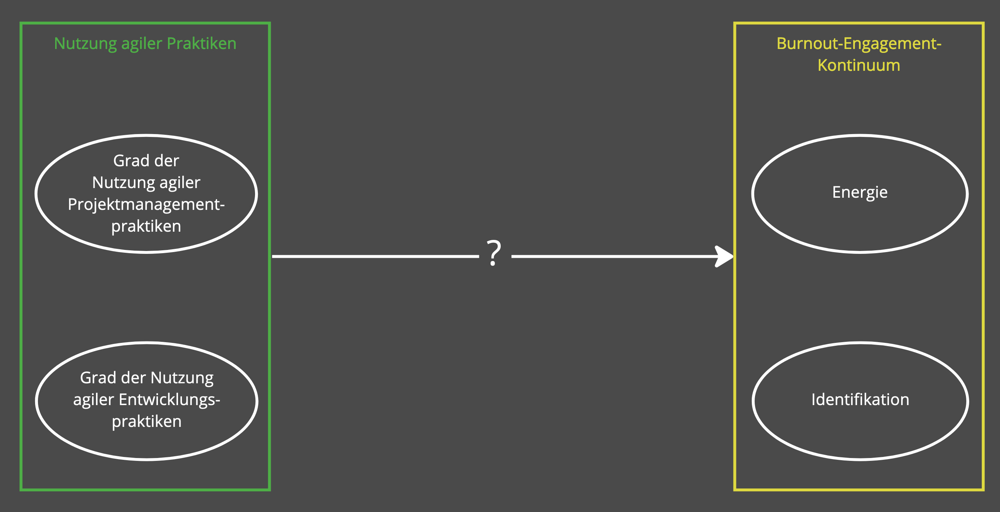 Nutzung agiler Praktiken
Grad der
Nutzung agiler
Projektmanagement-
praktiken
Grad der Nutzung
agiler Entwicklungs-
praktiken
?
Burnout-Engagement-
Kontinuum
Energie
Identifikation